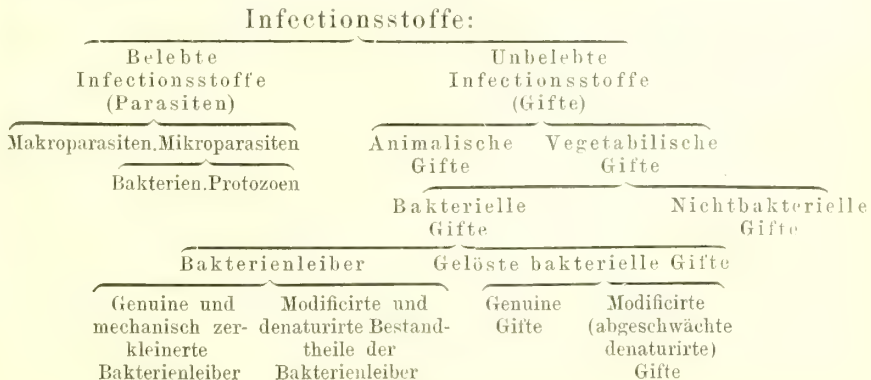 Infectionsstoffe:
Belebte Unbelebte
Infectionsstoffe Infectionsstoffe
(Parasiten) (Gifte)
Makroparasiten. Mikroparasiten Animalische Vegetabilische
Gifte Gifte
Bakterien. Protozoen
Bakterielle Nichtbakterielle
Gifte Gifte
Bakterienleiber Gelöste bakterielle Gifte
Genuine und Modificirte und Genuine Modificirte
mechanisch zer- denaturirte Bestand- Gifte (abgeschwächte
kleinerte theile der denaturirte)
Bakterienleiber Bakterienleiber Gifte